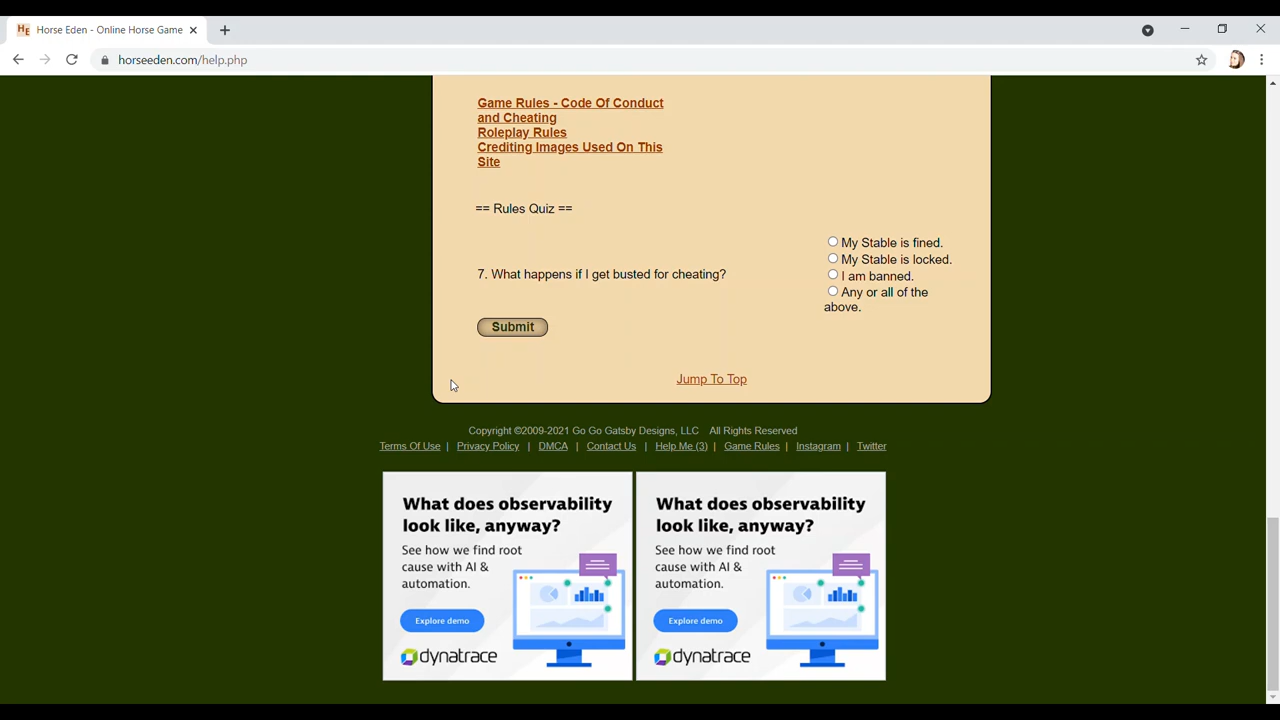 Horse Eden - Online Horse Game
horseeden.com/help.php
Game Rules - Code Of Conduct
and Cheating
Roleplay Rules
Crediting Images Used On This
Site
== Rules Quiz ==
7. What happens if I get busted for cheating?
My Stable is fined.
My Stable is locked.
I am banned.
Any or all of the
above.
Submit
Jump To Top
Copyright ©2009-2021 Go Go Gatsby Designs, LLC All Rights Reserved
Terms Of Use | Privacy Policy | DMCA | Contact Us | Help Me (3) | Game Rules | Instagram | Twitter
What does observability
look like, anyway?
See how we find root
cause with AI &
automation.
Explore demo
dynatrace
What does observability
look like, anyway?
See how we find root
cause with AI &
automation.
Explore demo
dynatrace